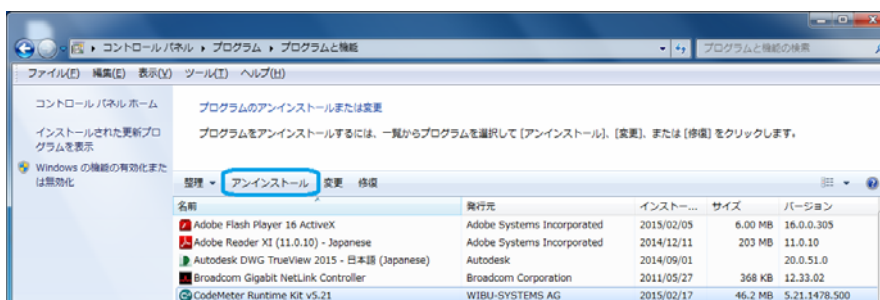 コントロール パネル ▸ プログラム ▸ プログラムと機能
プログラムと機能の検索
ファイル(F) 編集(E) 表示(V) ツール(T) ヘルプ(H)
コントロール パネル ホーム
インストールされた更新プロ
グラムを表示
Windows の機能の有効化また
は無効化
プログラムのアンインストールまたは変更
プログラムをアンインストールするには、一覧からプログラムを選択して [アンインストール]、[変更]、または [修復] をクリックします。
整理 アンインストール 変更 修復
名前 発行元 インストー... サイズ バージョン
Adobe Flash Player 16 ActiveX Adobe Systems Incorporated 2015/02/05 6.00 MB 16.0.0.305
Adobe Reader XI (11.0.10) - Japanese Adobe Systems Incorporated 2014/12/11 203 MB 11.0.10
Autodesk DWG TrueView 2015 - 日本語 (Japanese) Autodesk 2014/09/01 20.0.51.0
Broadcom Gigabit NetLink Controller Broadcom Corporation 2011/05/27 368 KB 12.33.02
CodeMeter Runtime Kit v5.21 WIBU-SYSTEMS AG 2015/02/17 46.2 MB 5.21.1478.500